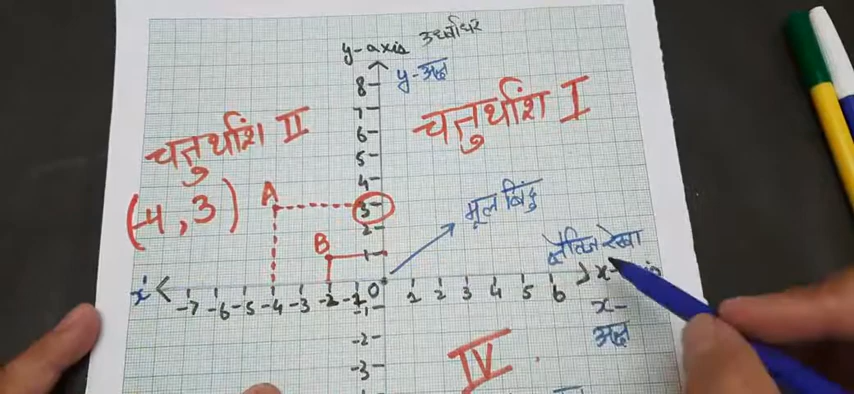 y-axis उर्ध्वाधर
y-अक्ष
8
7
6
5
4
3
2
1
चतुर्थांश II
चतुर्थांश I
(-4, 3)
A
B
मूल बिंदु
क्षैतिज रेखा
x'
-7 -6 -5 -4 -3 -2 -1 0 1 2 3 4 5 6
x-
x-
अक्ष
-1
-2
-3
IV